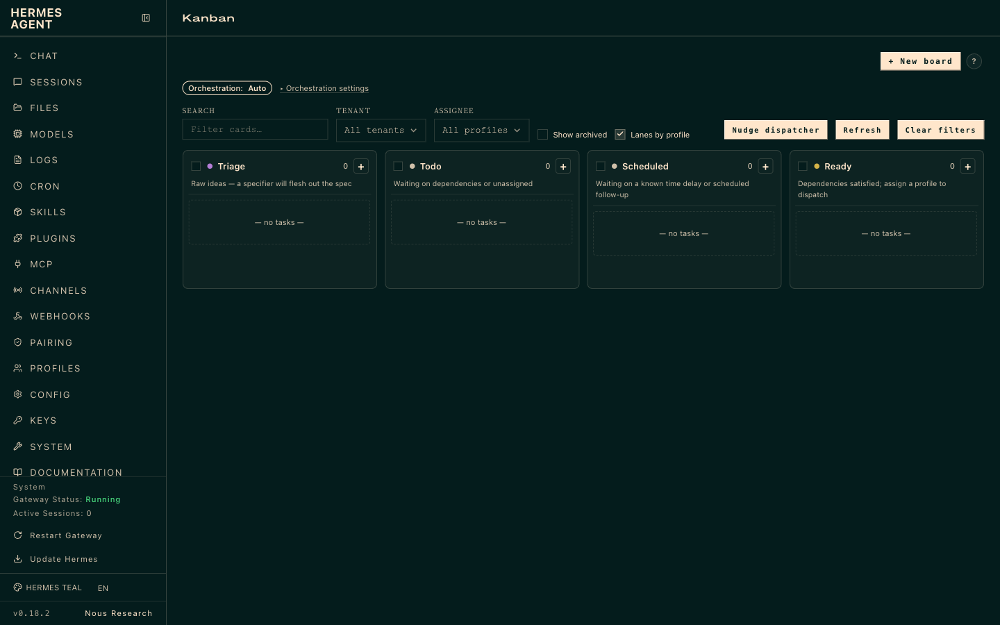 HERMES
AGENT
Kanban
CHAT
SESSIONS
FILES
MODELS
LOGS
CRON
SKILLS
PLUGINS
MCP
CHANNELS
WEBHOOKS
PAIRING
PROFILES
CONFIG
KEYS
SYSTEM
DOCUMENTATION
System
Gateway Status: Running
Active Sessions: 0
Restart Gateway
Update Hermes
HERMES TEAL EN
v0.18.2 Nous Research
+ New board ?
Orchestration: Auto ▸ Orchestration settings
SEARCH TENANT ASSIGNEE
Filter cards… All tenants All profiles Show archived Lanes by profile Nudge dispatcher Refresh Clear filters
Triage 0 +
Raw ideas — a specifier will flesh out the spec
— no tasks —
Todo 0 +
Waiting on dependencies or unassigned
— no tasks —
Scheduled 0 +
Waiting on a known time delay or scheduled
follow-up
— no tasks —
Ready 0 +
Dependencies satisfied; assign a profile to
dispatch
— no tasks —